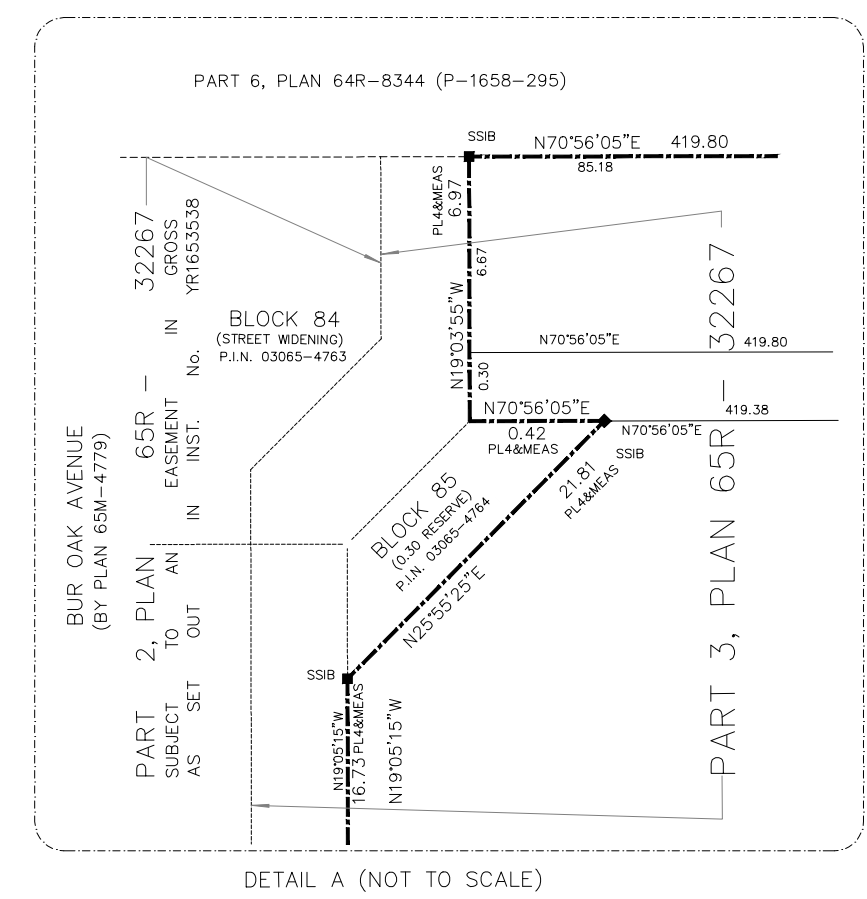 PART 6, PLAN 64R-8344 (P-1658-295)
SSIB
N70°56'05"E 419.80
85.18
PL4&MEAS
6.97
6.67
N19°03'55"W
0.30
N70°56'05"E 419.80
N70°56'05"E
0.42
PL4&MEAS
419.38
N70°56'05"E
SSIB
21.81
PL4&MEAS
N25°55'25"E
BLOCK 84
(STREET WIDENING)
P.I.N. 03065-4763
BLOCK 85
(0.30 RESERVE)
P.I.N. 03065-4764
BUR OAK AVENUE
(BY PLAN 65M-4779)
PART 2, PLAN 65R - 32267
SUBJECT TO AN EASEMENT IN GROSS
AS SET OUT IN INST. No. YR1653538
PART 3, PLAN 65R - 32267
SSIB
N19°05'15"W
16.73 PL4&MEAS
N19°05'15"W
DETAIL A (NOT TO SCALE)